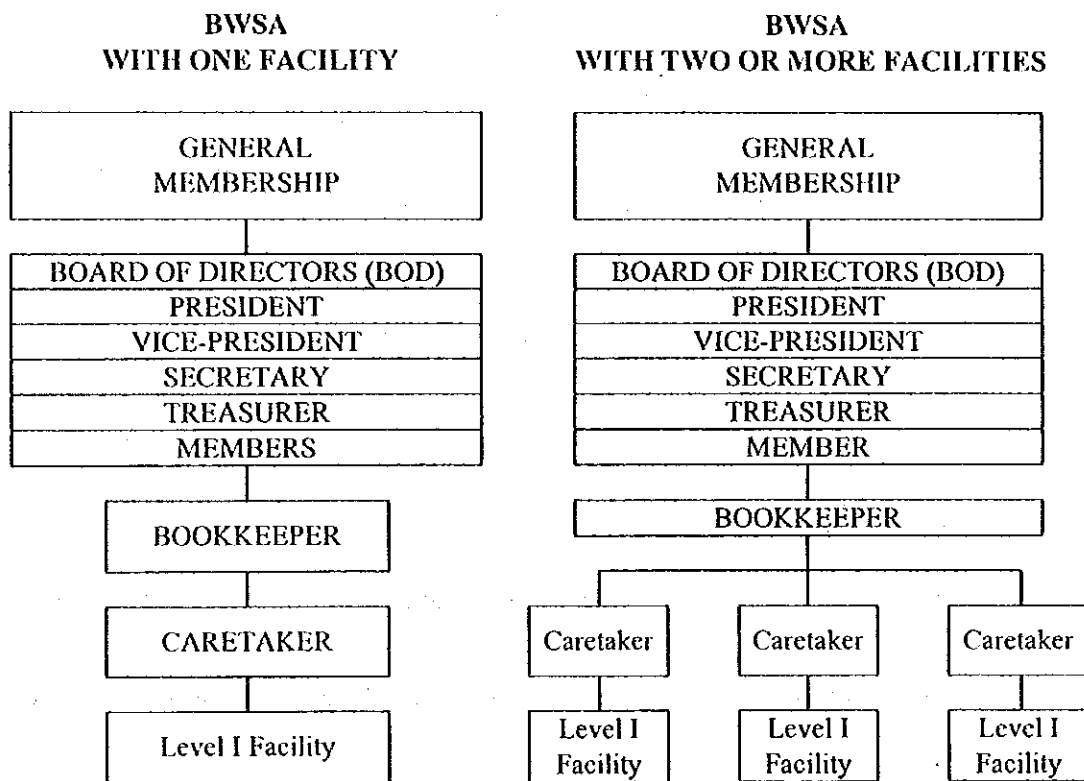 BWSA
WITH ONE FACILITY
GENERAL
MEMBERSHIP
BOARD OF DIRECTORS (BOD)
PRESIDENT
VICE-PRESIDENT
SECRETARY
TREASURER
MEMBERS
BOOKKEEPER
CARETAKER
Level I Facility
BWSA
WITH TWO OR MORE FACILITIES
GENERAL
MEMBERSHIP
BOARD OF DIRECTORS (BOD)
PRESIDENT
VICE-PRESIDENT
SECRETARY
TREASURER
MEMBER
BOOKKEEPER
Caretaker
Caretaker
Caretaker
Level I
Facility
Level I
Facility
Level I
Facility